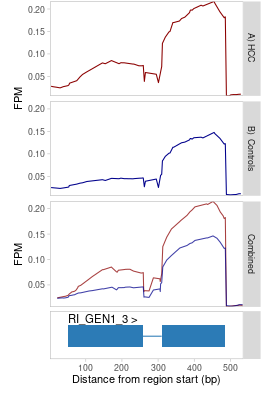 0.20
0.15
0.10
0.05
FPM
A) HCC
0.20
0.15
0.10
0.05
B) Controls
0.20
0.15
0.10
0.05
FPM
Combined
RI_GEN1_3 >
100 200 300 400 500
Distance from region start (bp)